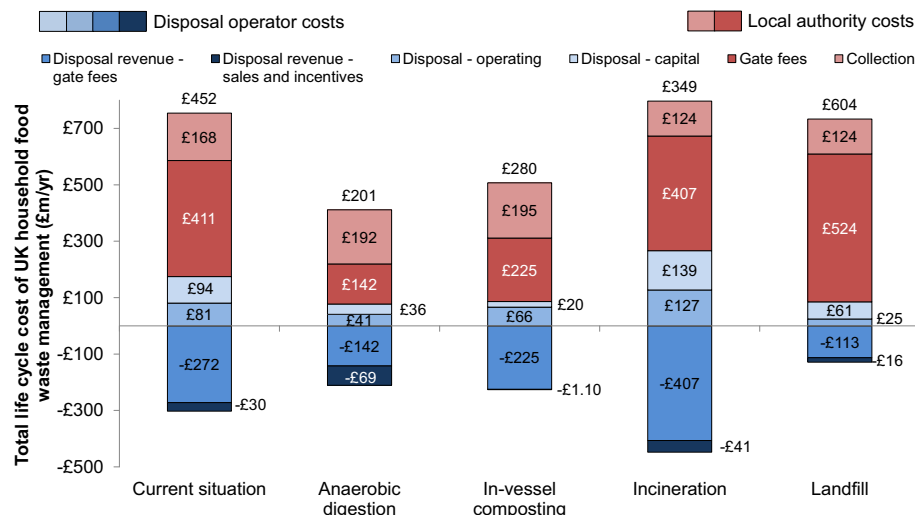 Disposal operator costs
Local authority costs
Disposal revenue - gate fees
Disposal revenue - sales and incentives
Disposal - operating
Disposal - capital
Gate fees
Collection
Total life cycle cost of UK household food
waste management (£m/yr)
£700
£500
£300
£100
-£100
-£300
-£500
£452
£168
£411
£94
£81
-£272
-£30
£201
£192
£142
£36
£41
-£142
-£69
£280
£195
£225
£20
£66
-£225
-£1.10
£349
£124
£407
£139
£127
-£407
-£41
£604
£124
£524
£61
£25
-£113
-£16
Current situation
Anaerobic
digestion
In-vessel
composting
Incineration
Landfill